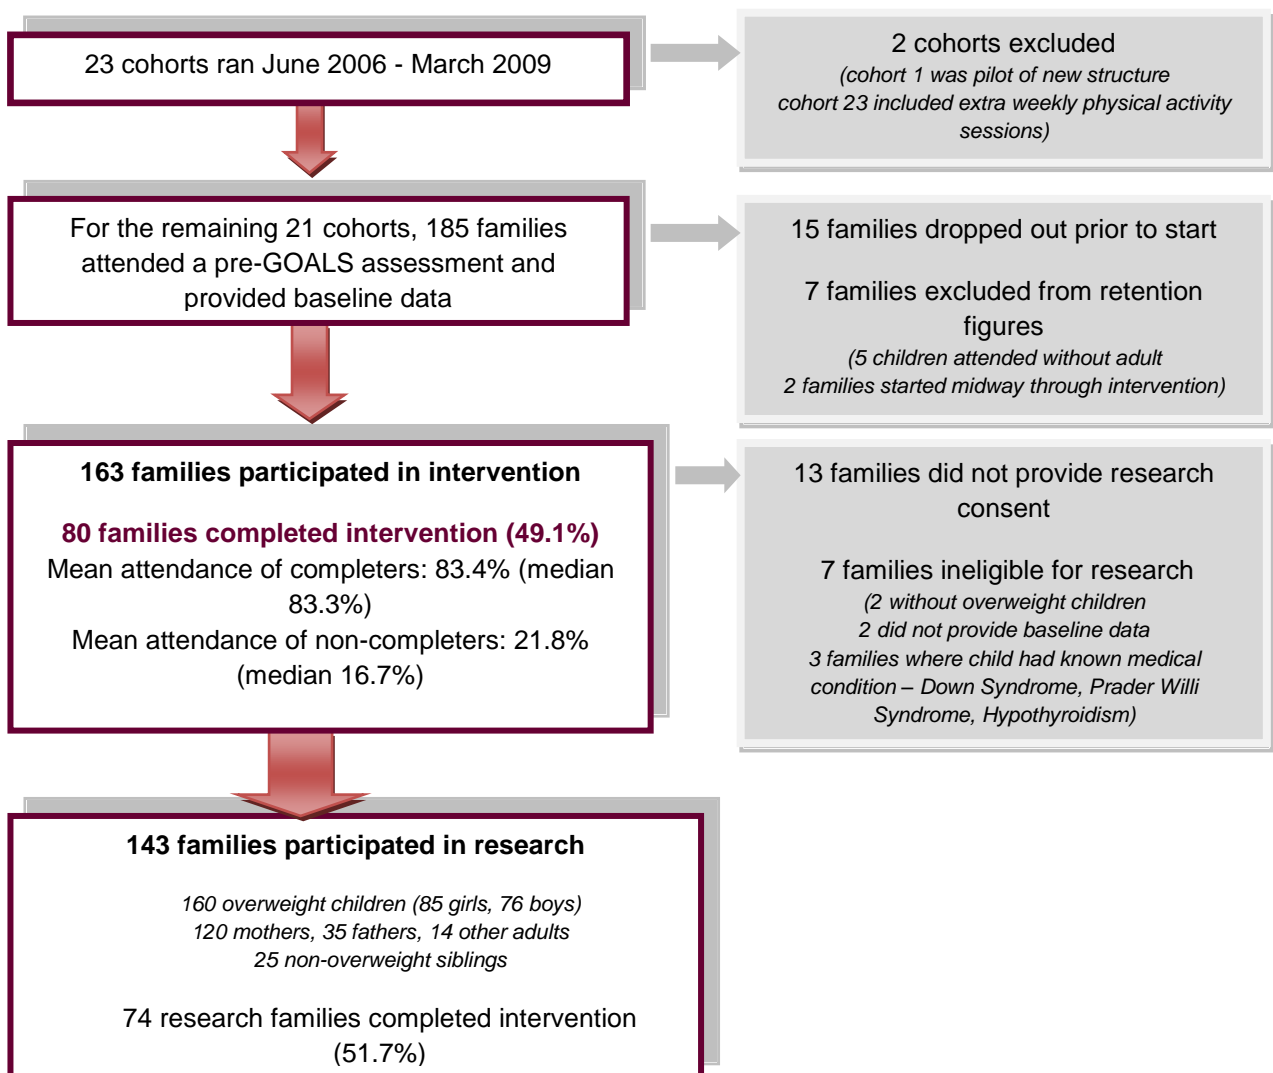 23 cohorts ran June 2006 - March 2009
2 cohorts excluded
(cohort 1 was pilot of new structure
cohort 23 included extra weekly physical activity
sessions)
For the remaining 21 cohorts, 185 families
attended a pre-GOALS assessment and
provided baseline data
15 families dropped out prior to start
7 families excluded from retention
figures
(5 children attended without adult
2 families started midway through intervention)
163 families participated in intervention
80 families completed intervention (49.1%)
Mean attendance of completers: 83.4% (median
83.3%)
Mean attendance of non-completers: 21.8%
(median 16.7%)
13 families did not provide research
consent
7 families ineligible for research
(2 without overweight children
2 did not provide baseline data
3 families where child had known medical
condition – Down Syndrome, Prader Willi
Syndrome, Hypothyroidism)
143 families participated in research
160 overweight children (85 girls, 76 boys)
120 mothers, 35 fathers, 14 other adults
25 non-overweight siblings
74 research families completed intervention
(51.7%)